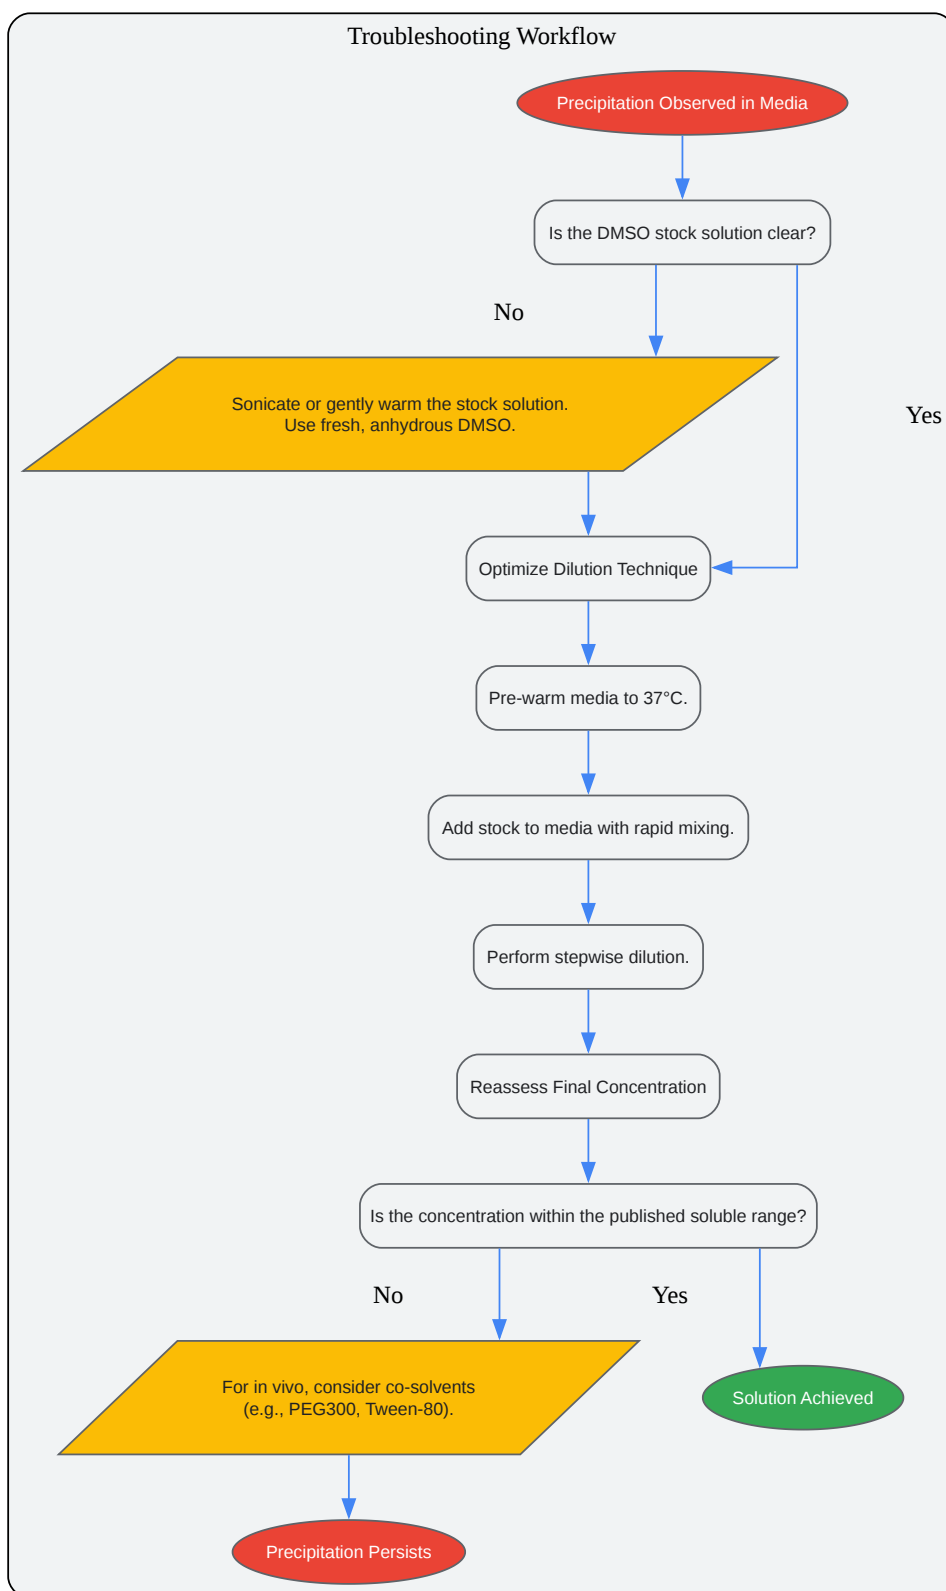 Troubleshooting Workflow
Precipitation Observed in Media
Is the DMSO stock solution clear?
No
Yes
Sonicate or gently warm the stock solution.
Use fresh, anhydrous DMSO.
Optimize Dilution Technique
Pre-warm media to 37°C.
Add stock to media with rapid mixing.
Perform stepwise dilution.
Reassess Final Concentration
Is the concentration within the published soluble range?
No
Yes
For in vivo, consider co-solvents
(e.g., PEG300, Tween-80).
Solution Achieved
Precipitation Persists